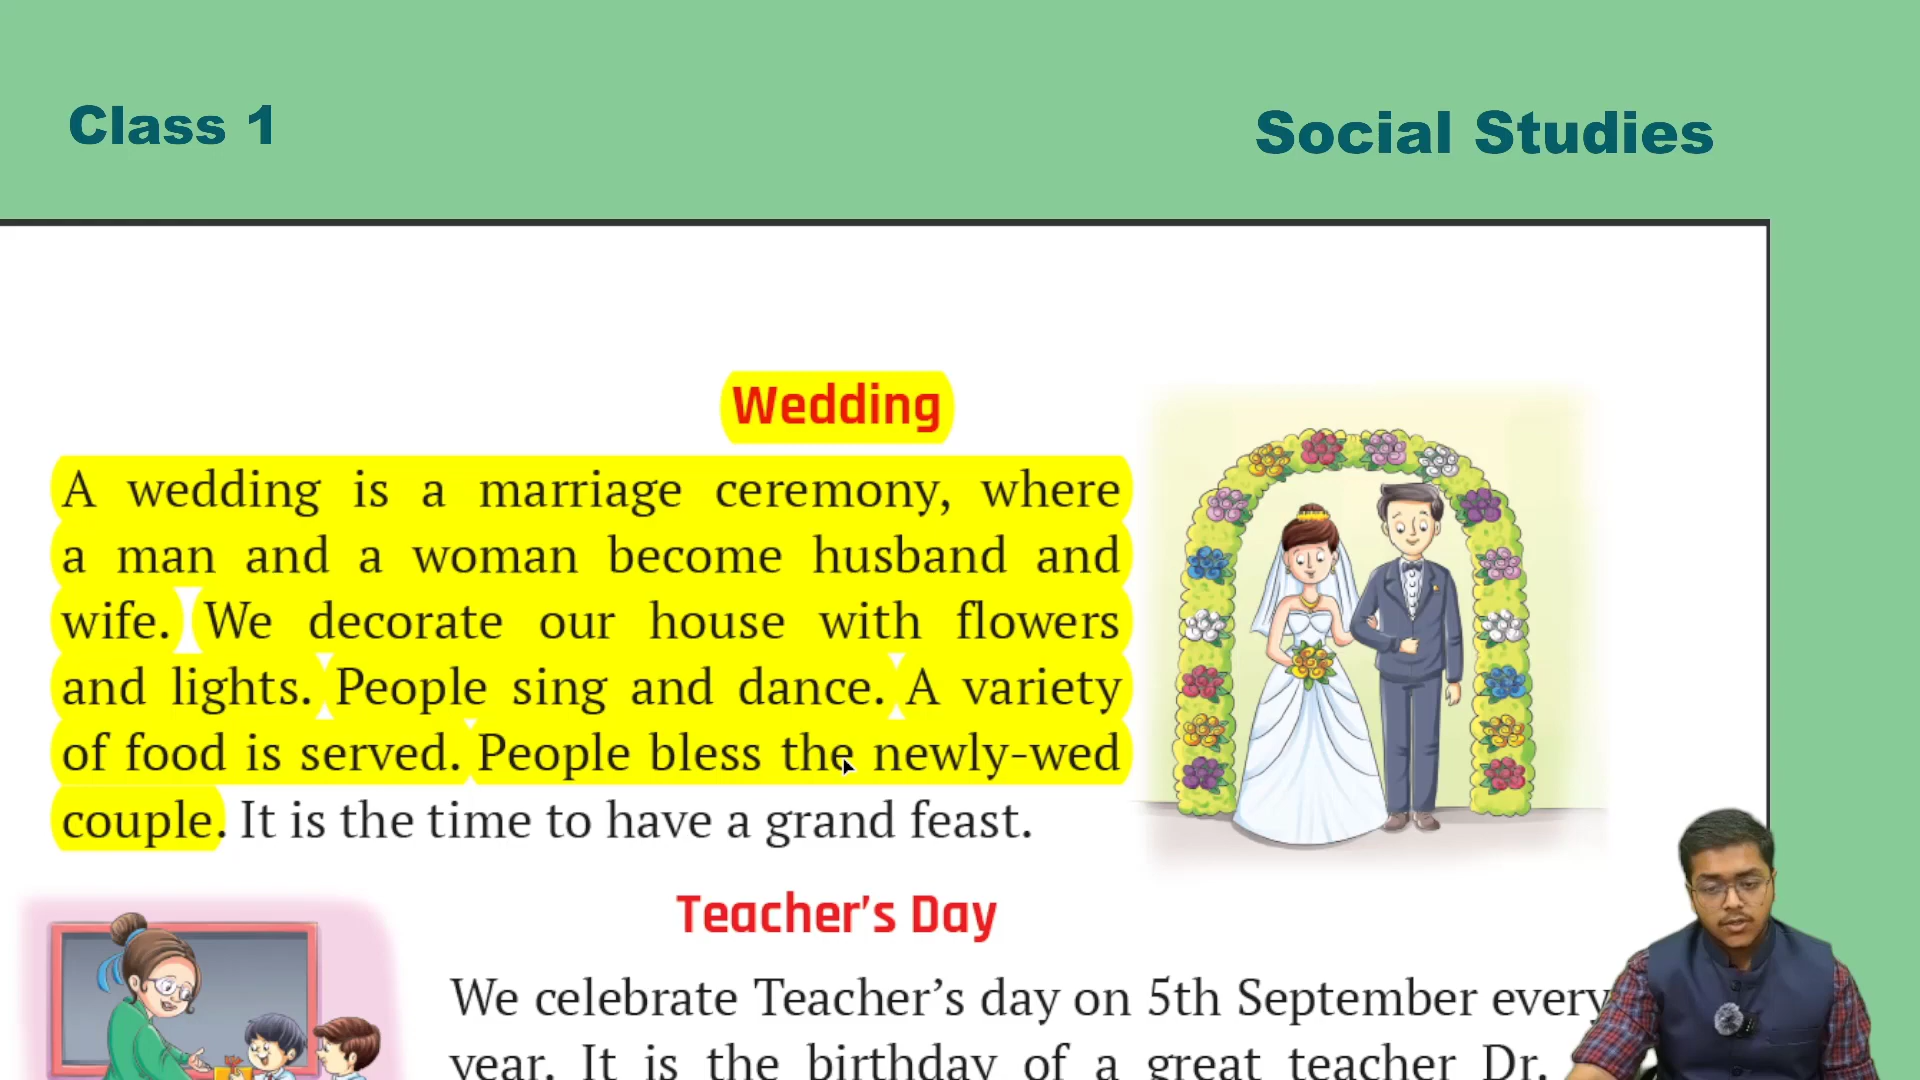 Class 1
Social Studies
Wedding
A wedding is a marriage ceremony, where
a man and a woman become husband and
wife. We decorate our house with flowers
and lights. People sing and dance. A variety
of food is served. People bless the newly-wed
couple. It is the time to have a grand feast.
Teacher's Day
We celebrate Teacher's day on 5th September every
year. It is the birthday of a great teacher Dr.